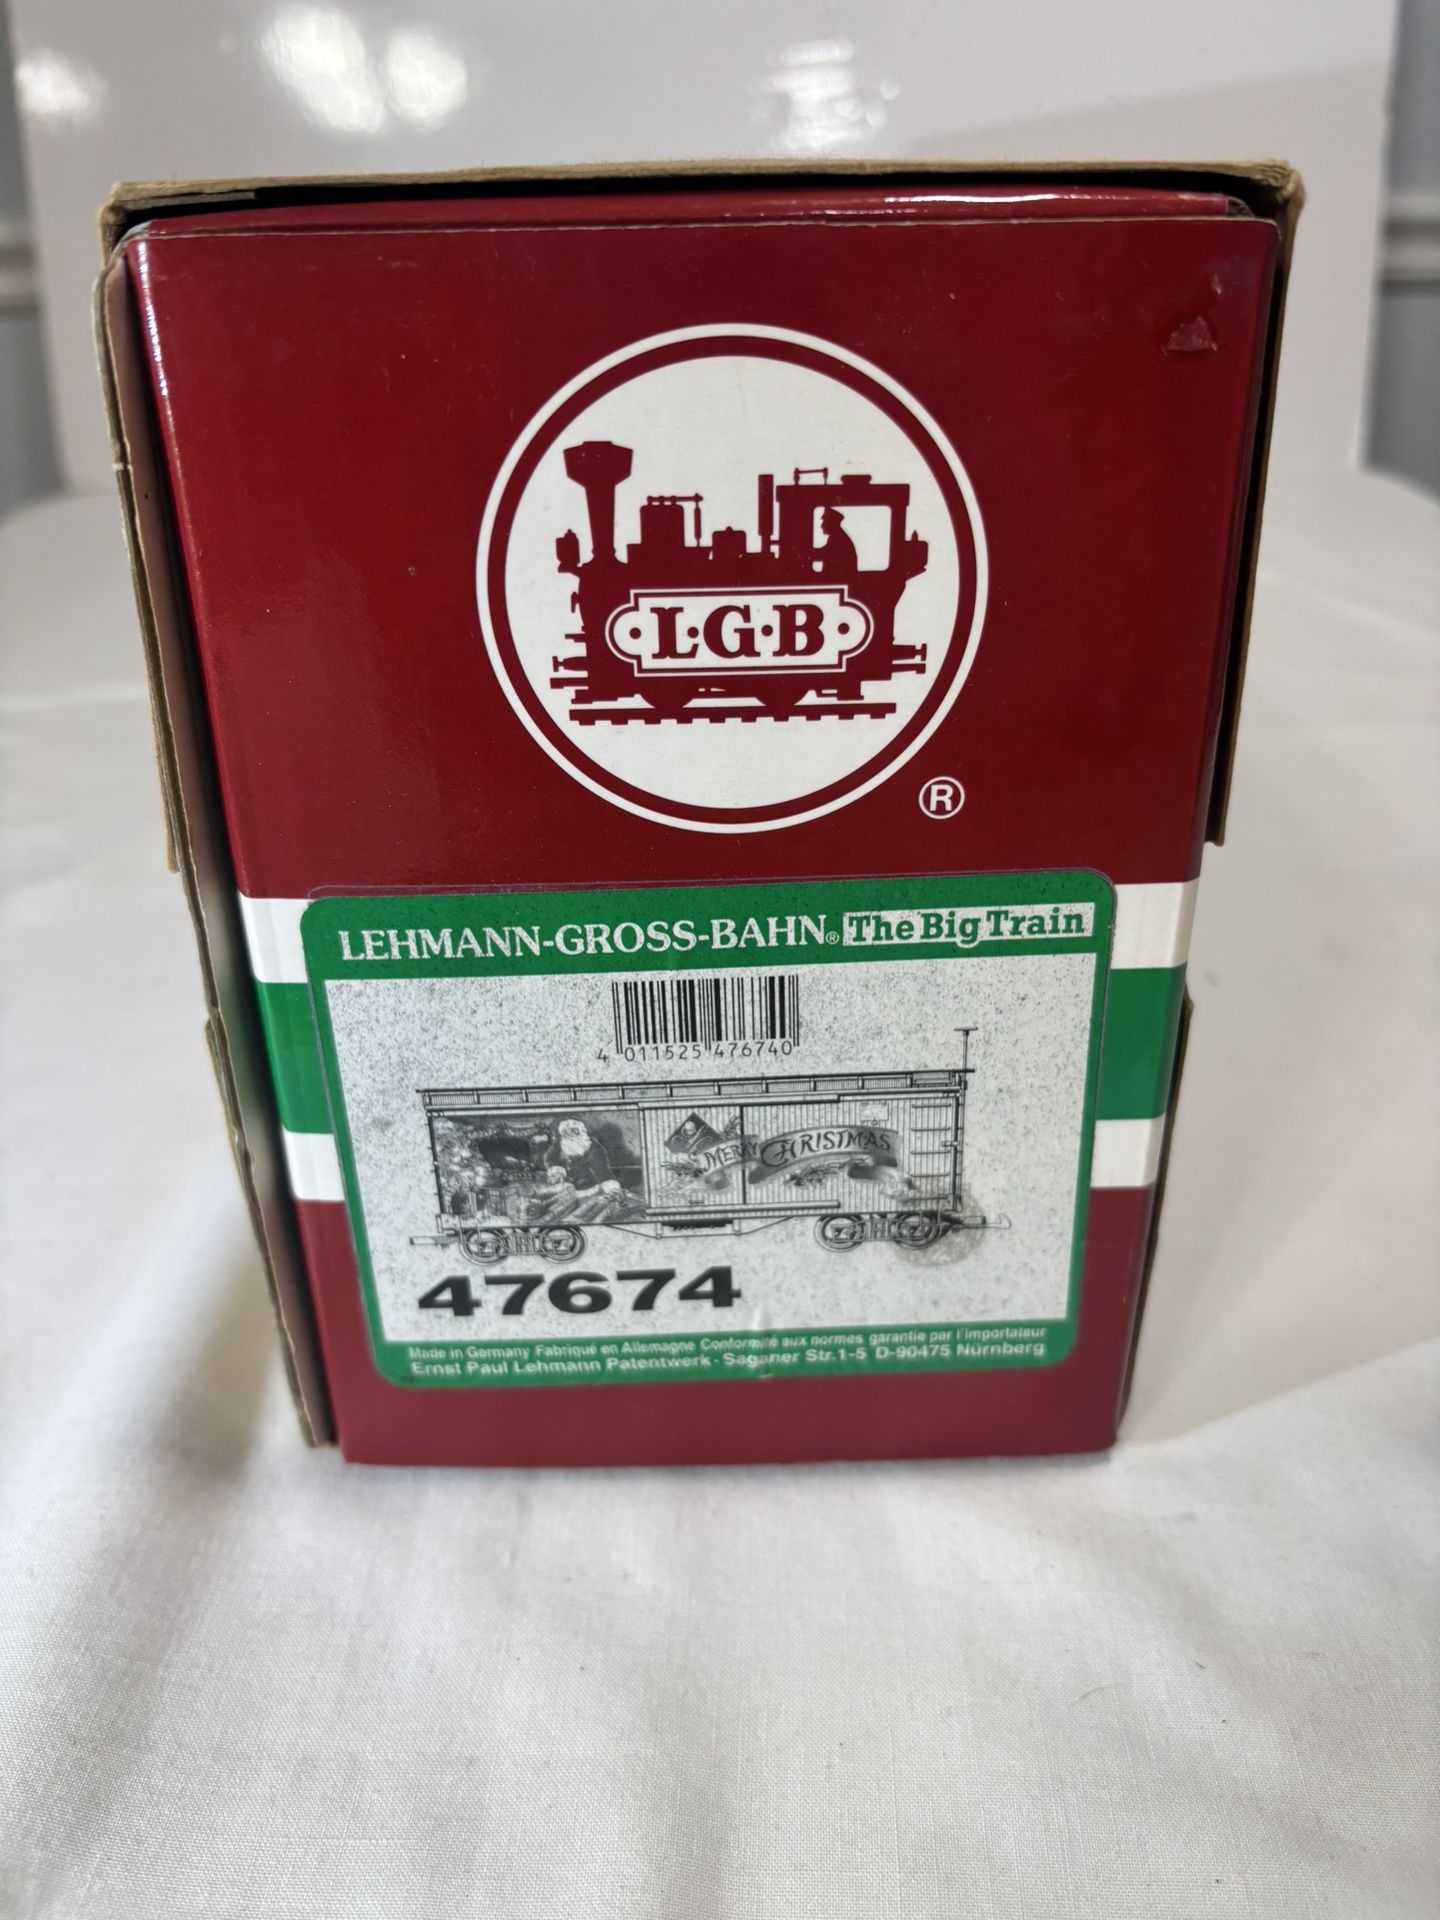 L·G·B
®
LEHMANN-GROSS-BAHN® The Big Train
4 011525 476740
MERRY CHRISTMAS
47674
Made in Germany Fabriqué en Allemagne Conformité aux normes garantie par l'importateur
Ernst Paul Lehmann Patentwerk · Saganer Str.1-5 D-90475 Nürnberg